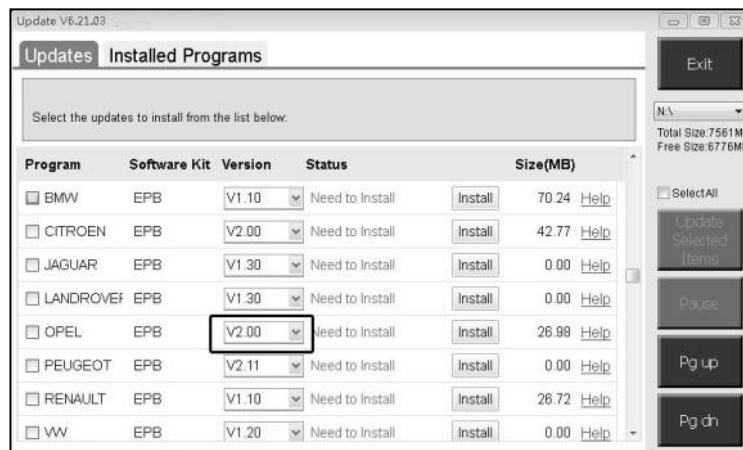 Update V6.21.03
Updates Installed Programs
Exit
Select the updates to install from the list below:
N:\
Total Size:7561M
Free Size:6776M
Program Software Kit Version Status Size(MB)
SelectAll
BMW EPB V1.10 Need to Install Install 70.24 Help
CITROEN EPB V2.00 Need to Install Install 42.77 Help
Update
Selected
Items
JAGUAR EPB V1.30 Need to Install Install 0.00 Help
LANDROVER EPB V1.30 Need to Install Install 0.00 Help
Pause
OPEL EPB V2.00 Need to Install Install 26.98 Help
PEUGEOT EPB V2.11 Need to Install Install 0.00 Help
Pg up
RENAULT EPB V1.10 Need to Install Install 26.72 Help
VW EPB V1.20 Need to Install Install 0.00 Help
Pg dn